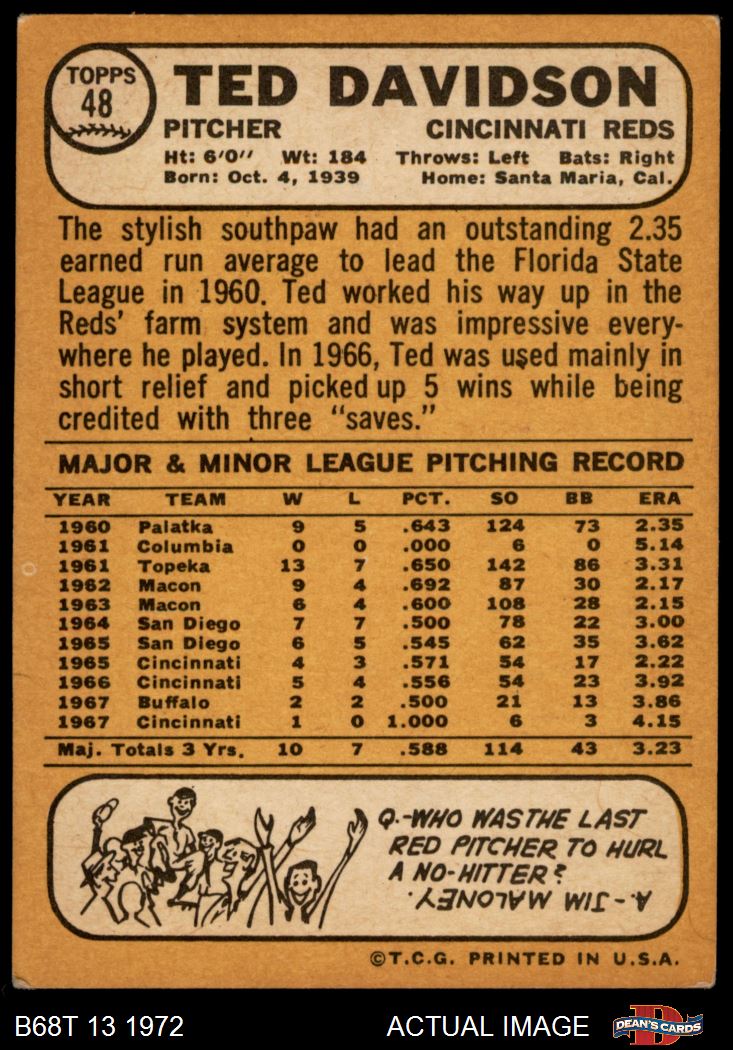 TOPPS
48
TED DAVIDSON
PITCHER CINCINNATI REDS
Ht: 6'0" Wt: 184 Throws: Left Bats: Right
Born: Oct. 4, 1939 Home: Santa Maria, Cal.
The stylish southpaw had an outstanding 2.35
earned run average to lead the Florida State
League in 1960. Ted worked his way up in the
Reds' farm system and was impressive every-
where he played. In 1966, Ted was used mainly in
short relief and picked up 5 wins while being
credited with three "saves."
MAJOR & MINOR LEAGUE PITCHING RECORD
YEAR TEAM W L PCT. SO BB ERA
1960 Palatka 9 5 .643 124 73 2.35
1961 Columbia 0 0 .000 6 0 5.14
1961 Topeka 13 7 .650 142 86 3.31
1962 Macon 9 4 .692 87 30 2.17
1963 Macon 6 4 .600 108 28 2.15
1964 San Diego 7 7 .500 78 22 3.00
1965 San Diego 6 5 .545 62 35 3.62
1965 Cincinnati 4 3 .571 54 17 2.22
1966 Cincinnati 5 4 .556 54 23 3.92
1967 Buffalo 2 2 .500 21 13 3.86
1967 Cincinnati 1 0 1.000 6 3 4.15
Maj. Totals 3 Yrs. 10 7 .588 114 43 3.23
Q.-WHO WAS THE LAST
RED PITCHER TO HURL
A NO-HITTER?
A.- JIM MALONEY.
©T.C.G. PRINTED IN U.S.A.
B68T 13 1972 ACTUAL IMAGE
DEAN'S CARDS